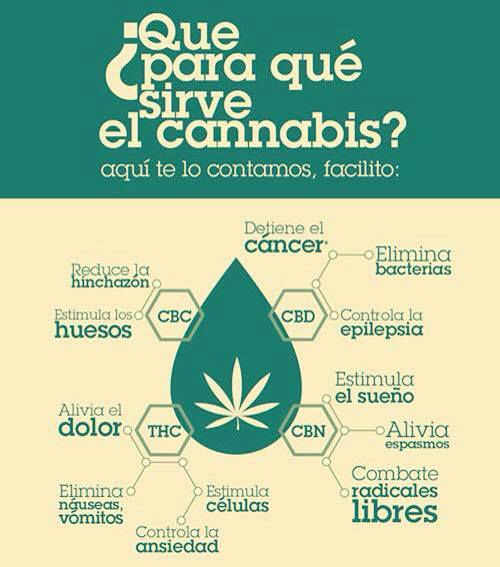 ¿Que
para qué
sirve
el cannabis?
aquí te lo contamos, facilito:
Detiene el
cáncer*
Elimina
bacterias
Reduce la
hinchazón
Estimula los
huesos
CBC
CBD
Controla la
epilepsia
Estimula
el sueño
Alivia el
dolor
THC
CBN
Alivia
espasmos
Elimina
náuseas,
vómitos
Estimula
células
Controla la
ansiedad
Combate
radicales
libres